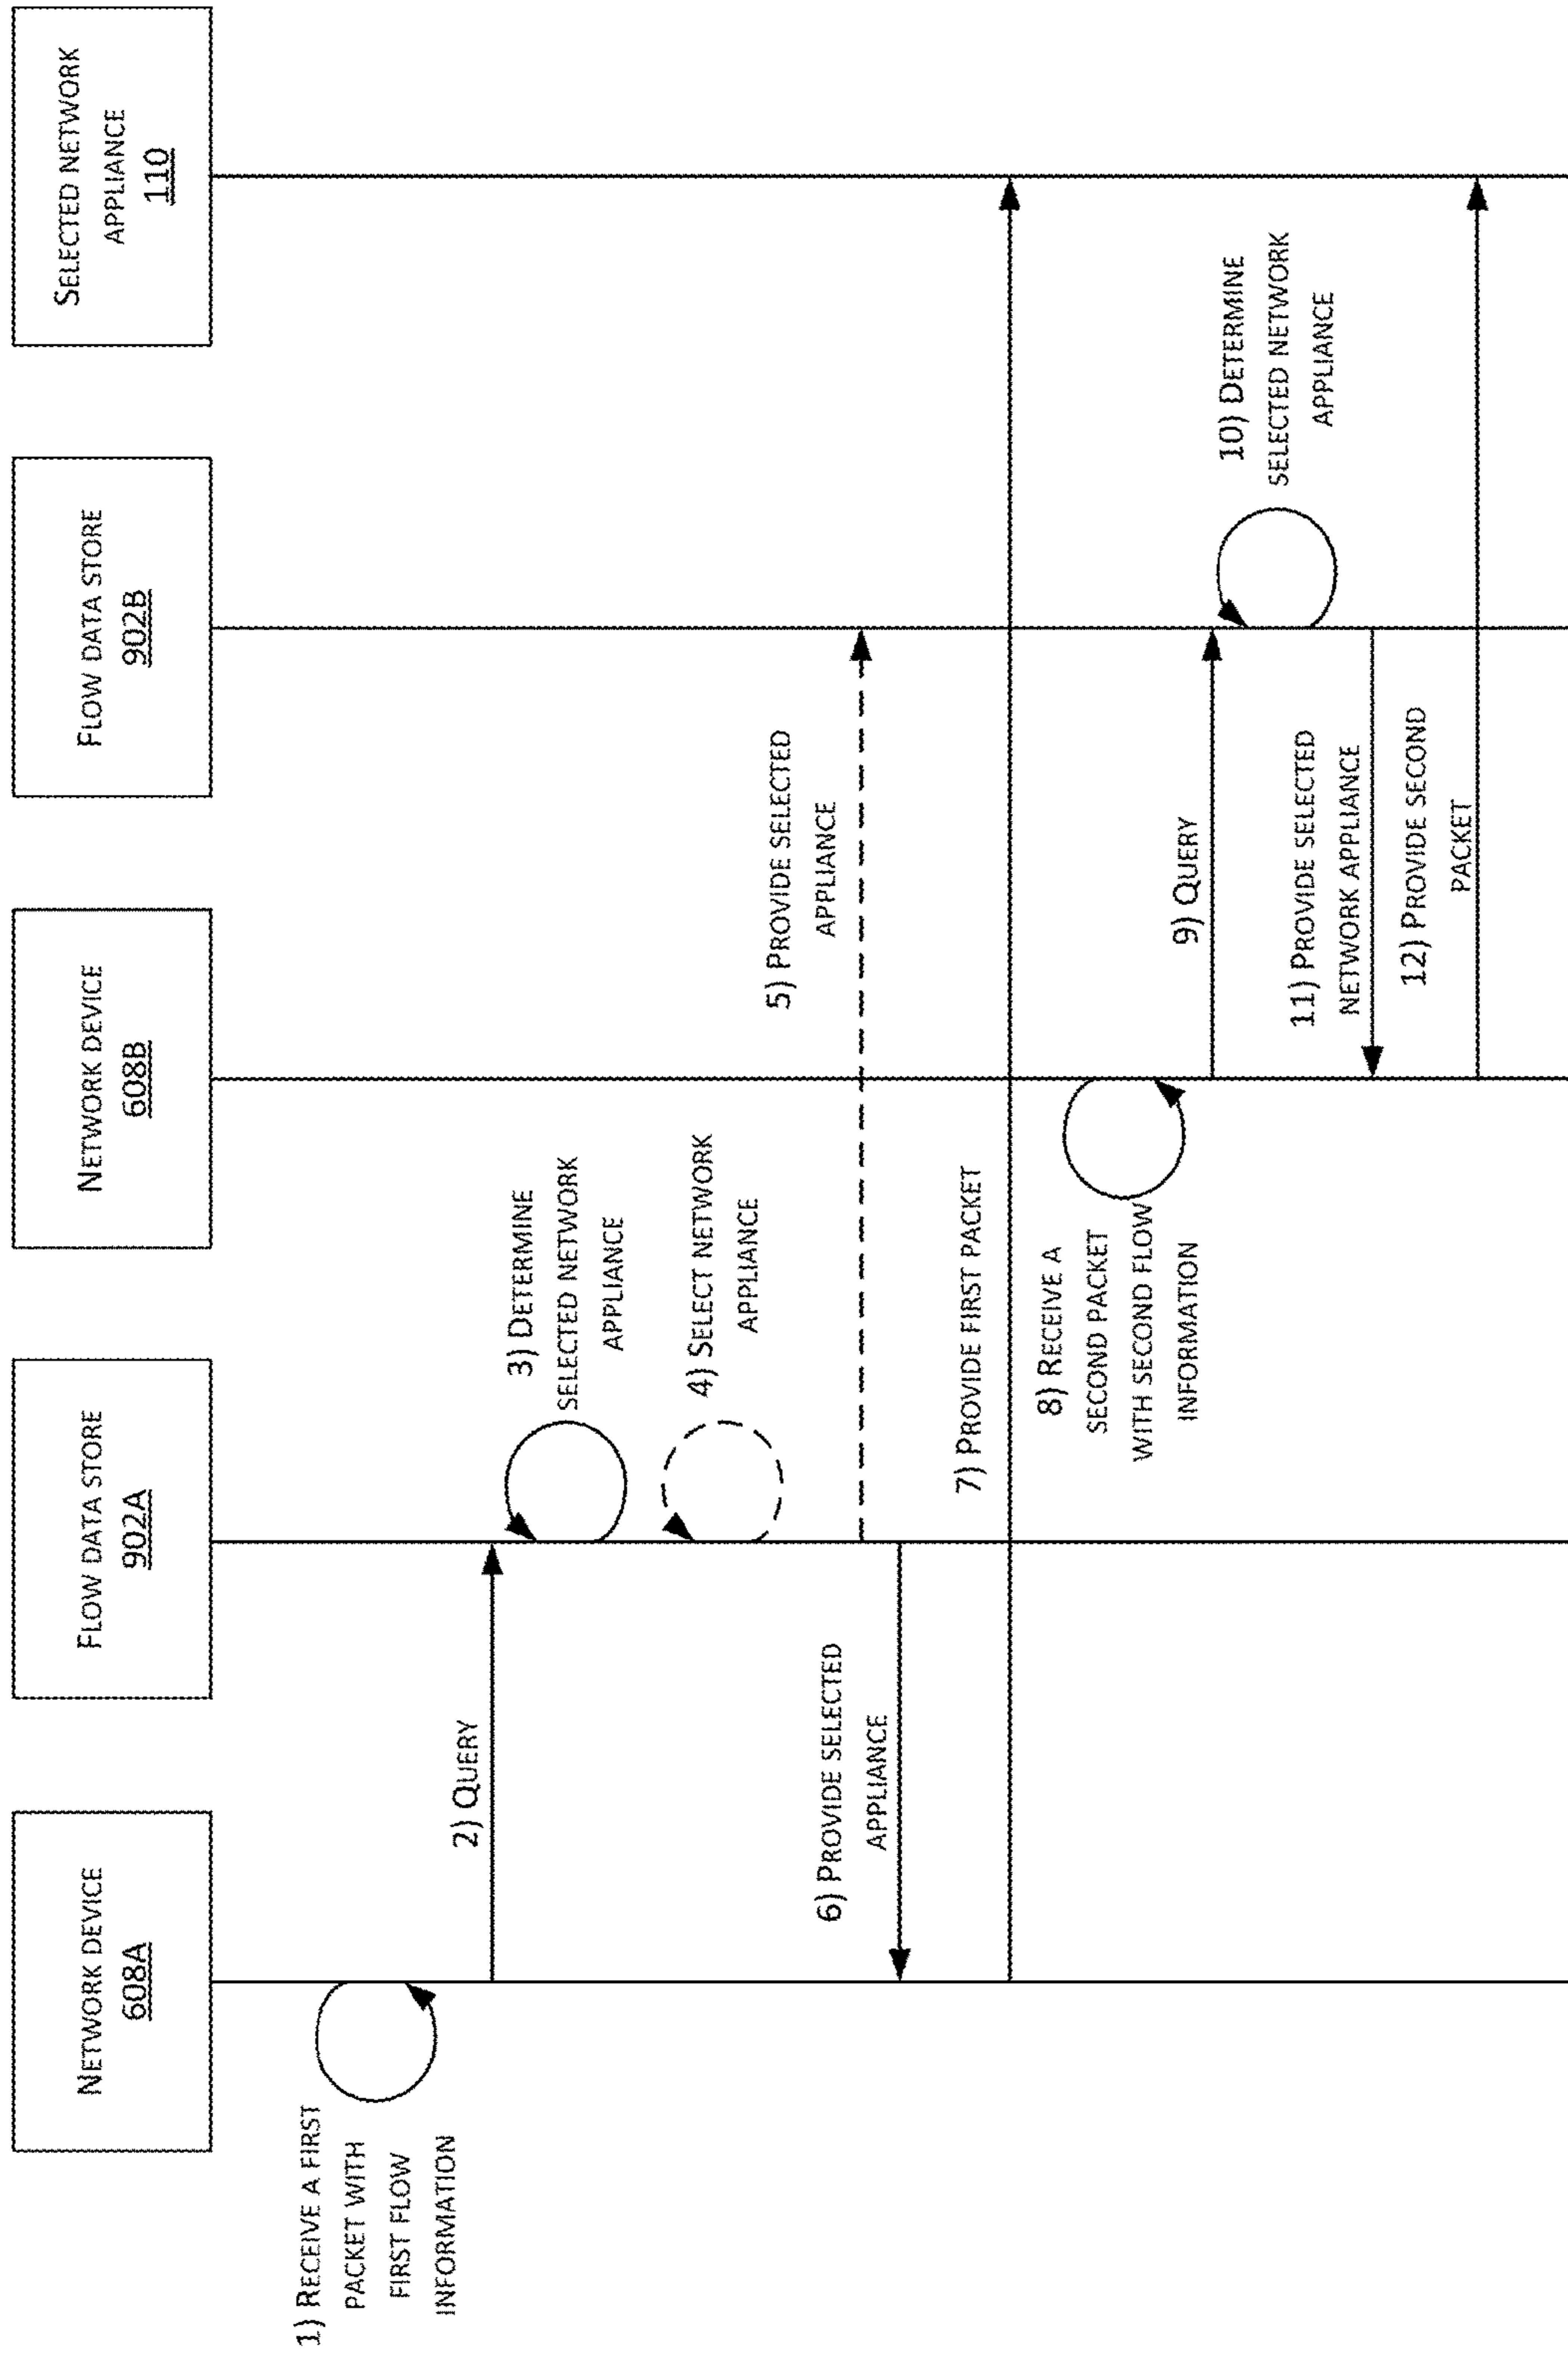 NETWORK DEVICE
608A
FLOW DATA STORE
902A
NETWORK DEVICE
608B
FLOW DATA STORE
902B
SELECTED NETWORK
APPLIANCE
110
1) RECEIVE A FIRST
PACKET WITH
FIRST FLOW
INFORMATION
2) QUERY
3) DETERMINE
SELECTED NETWORK
APPLIANCE
4) SELECT NETWORK
APPLIANCE
5) PROVIDE SELECTED
APPLIANCE
6) PROVIDE SELECTED
APPLIANCE
7) PROVIDE FIRST PACKET
8) RECEIVE A
SECOND PACKET
WITH SECOND FLOW
INFORMATION
9) QUERY
10) DETERMINE
SELECTED NETWORK
APPLIANCE
11) PROVIDE SELECTED
NETWORK APPLIANCE
12) PROVIDE SECOND
PACKET